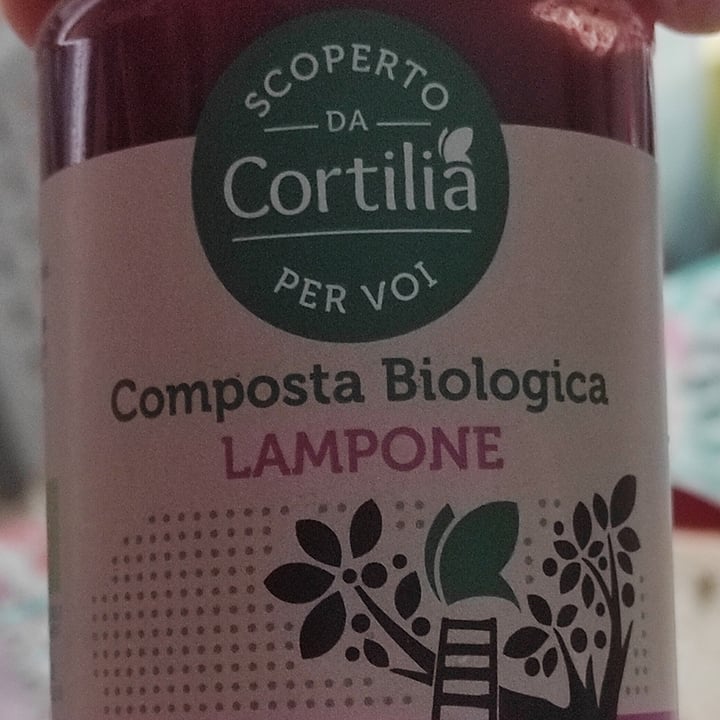 SCOPERTO
DA
Cortilia
PER VOI
Composta Biologica
LAMPONE